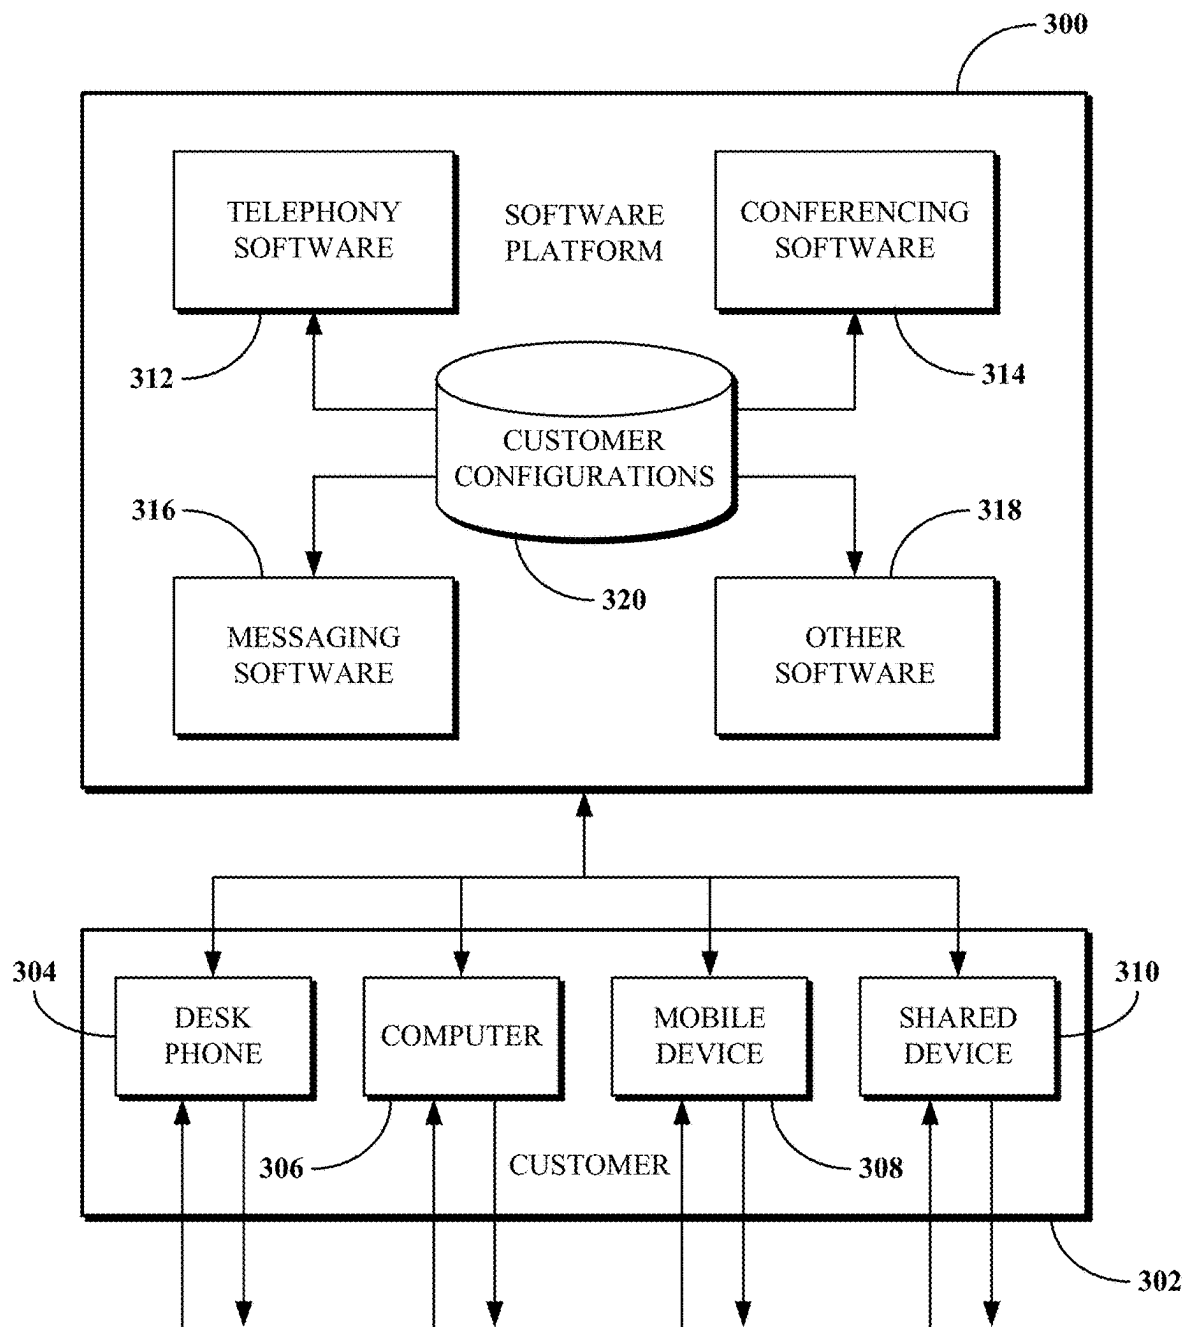 300
TELEPHONY
SOFTWARE
SOFTWARE
PLATFORM
CONFERENCING
SOFTWARE
312
314
CUSTOMER
CONFIGURATIONS
316
318
320
MESSAGING
SOFTWARE
OTHER
SOFTWARE
304
310
DESK
PHONE
COMPUTER
MOBILE
DEVICE
SHARED
DEVICE
306
CUSTOMER
308
302